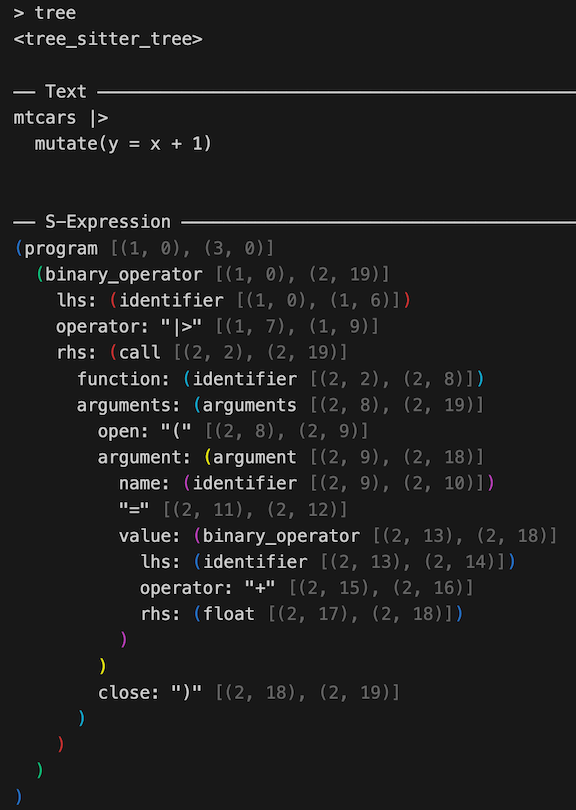 > tree
<tree_sitter_tree>
── Text ──────────────────────
mtcars |>
  mutate(y = x + 1)
── S-Expression ──────────────────────
(program [(1, 0), (3, 0)]
  (binary_operator [(1, 0), (2, 19)]
    lhs: (identifier [(1, 0), (1, 6)])
    operator: "|>" [(1, 7), (1, 9)]
    rhs: (call [(2, 2), (2, 19)]
      function: (identifier [(2, 2), (2, 8)])
      arguments: (arguments [(2, 8), (2, 19)]
        open: "(" [(2, 8), (2, 9)]
        argument: (argument [(2, 9), (2, 18)]
          name: (identifier [(2, 9), (2, 10)])
          "=" [(2, 11), (2, 12)]
          value: (binary_operator [(2, 13), (2, 18)]
            lhs: (identifier [(2, 13), (2, 14)])
            operator: "+" [(2, 15), (2, 16)]
            rhs: (float [(2, 17), (2, 18)])
          )
        )
        close: ")" [(2, 18), (2, 19)]
      )
    )
  )
)